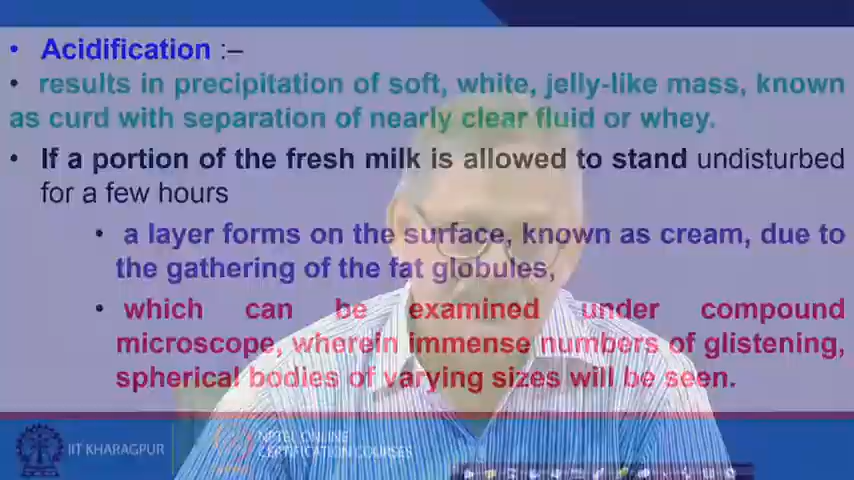 • Acidification :–
• results in precipitation of soft, white, jelly-like mass, known
as curd with separation of nearly clear fluid or whey.
• If a portion of the fresh milk is allowed to stand undisturbed
for a few hours
• a layer forms on the surface, known as cream, due to
the gathering of the fat globules,
• which can be examined under compound
microscope, wherein immense numbers of glistening,
spherical bodies of varying sizes will be seen.
IIT KHARAGPUR
NPTEL ONLINE
CERTIFICATION COURSES